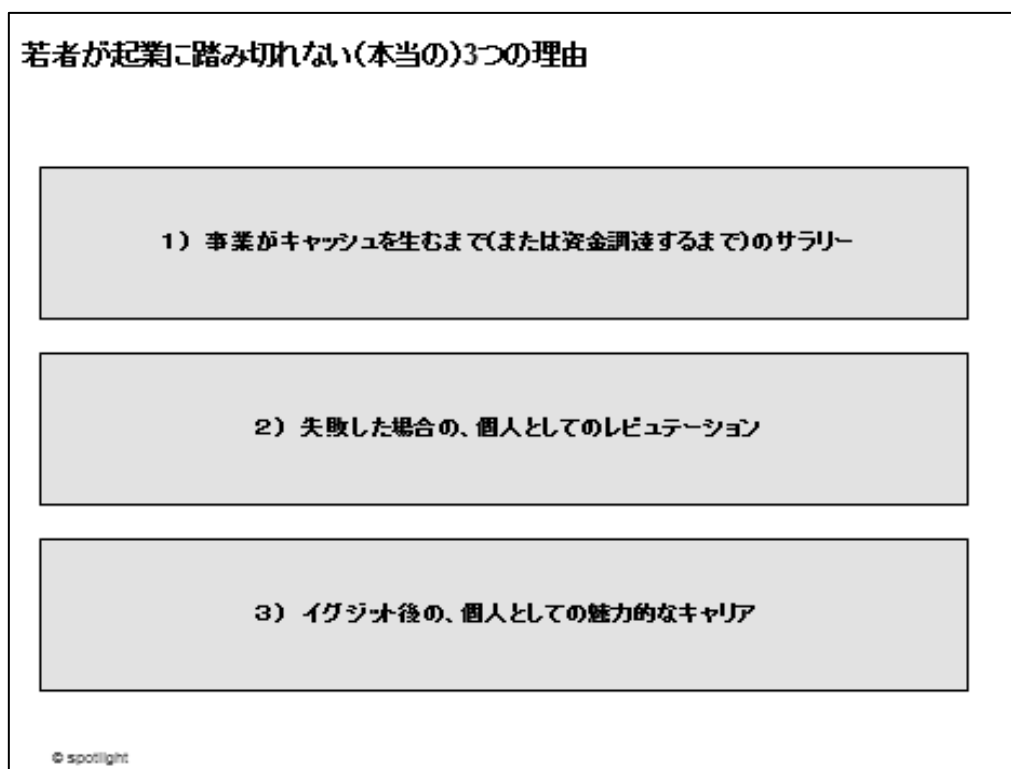 若者が起業に踏み切れない(本当の)3つの理由
1) 事業がキャッシュを生むまで(または資金調達するまで)のサラリー
2) 失敗した場合の、個人としてのレピュテーション
3) イグジット後の、個人としての魅力的なキャリア
© spotlight